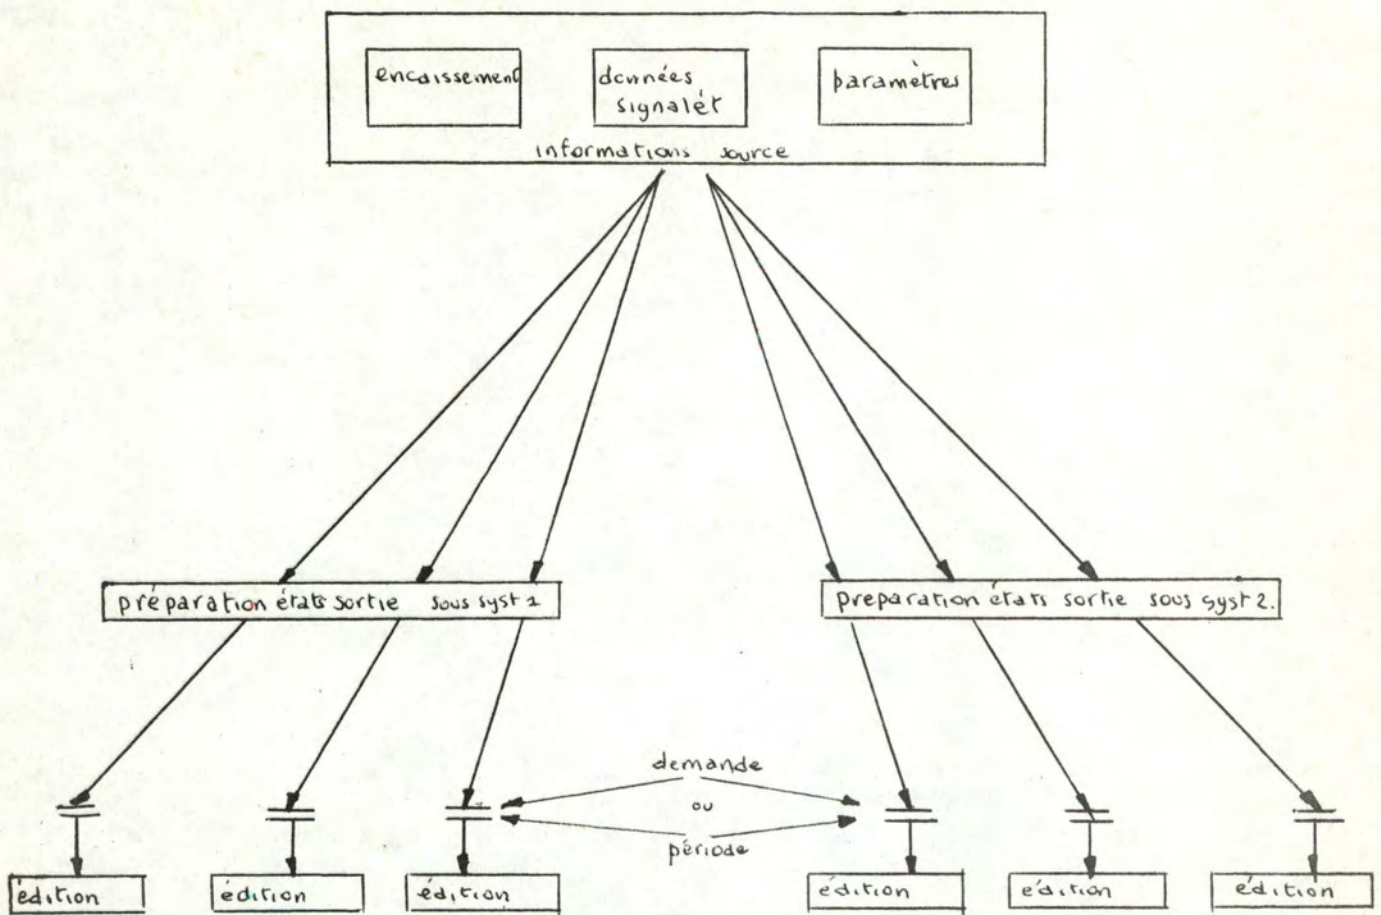 encaissement
données
signalét
paramètres
informations source
préparation états sortie sous syst 1
preparation états sortie sous syst 2.
demande
ou
période
édition
édition
édition
édition
édition
édition